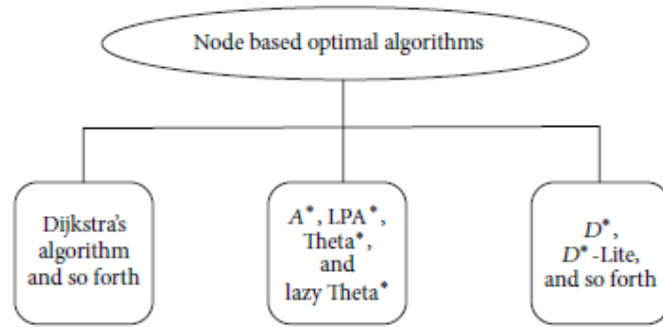 Node based optimal algorithms
Dijkstra's
algorithm
and so forth
A*, LPA*,
Theta*,
and
lazy Theta*
D*,
D*-Lite,
and so forth